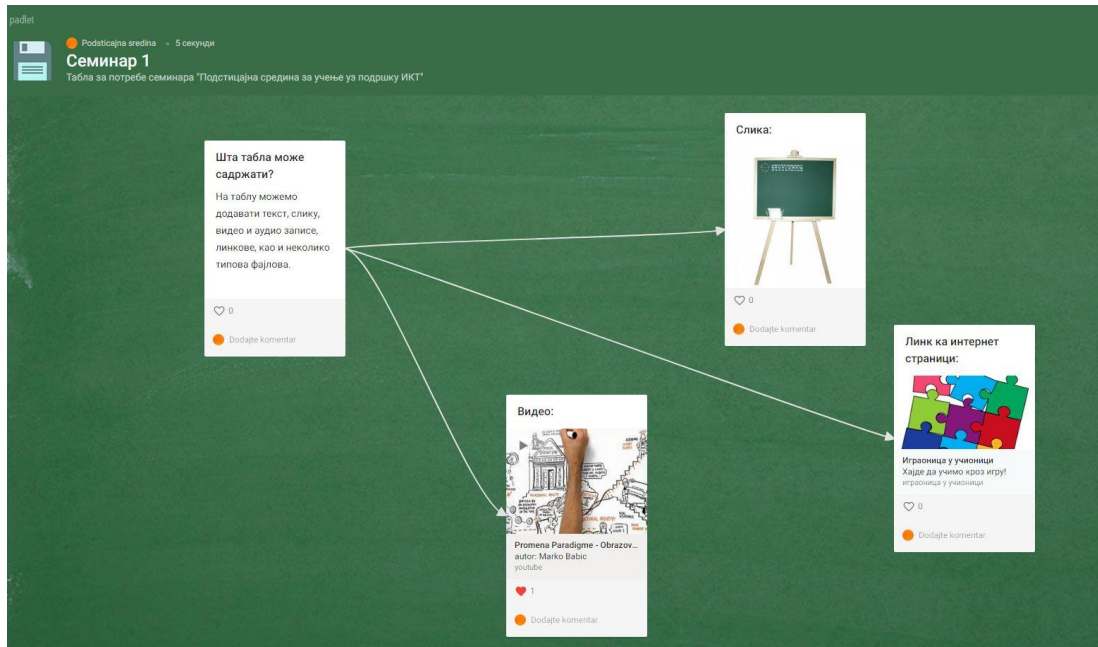 padlet
Podsticajna sredina • 5 секунди
Семинар 1
Табла за потребе семинара "Подстицајна средина за учење уз подршку ИКТ"
Шта табла може
садржати?
На таблу можемо
додавати текст, слику,
видео и аудио записе,
линкове, као и неколико
типова фајлова.
0
Dodajte komentar
Слика:
0
Dodajte komentar
Линк ка интернет
страници:
Играоница у учионици
Хајде да учимо кроз игру!
играоница у учионици
0
Dodajte komentar
Видео:
Promena Paradigme - Obrazov...
autor: Marko Babic
youtube
1
Dodajte komentar